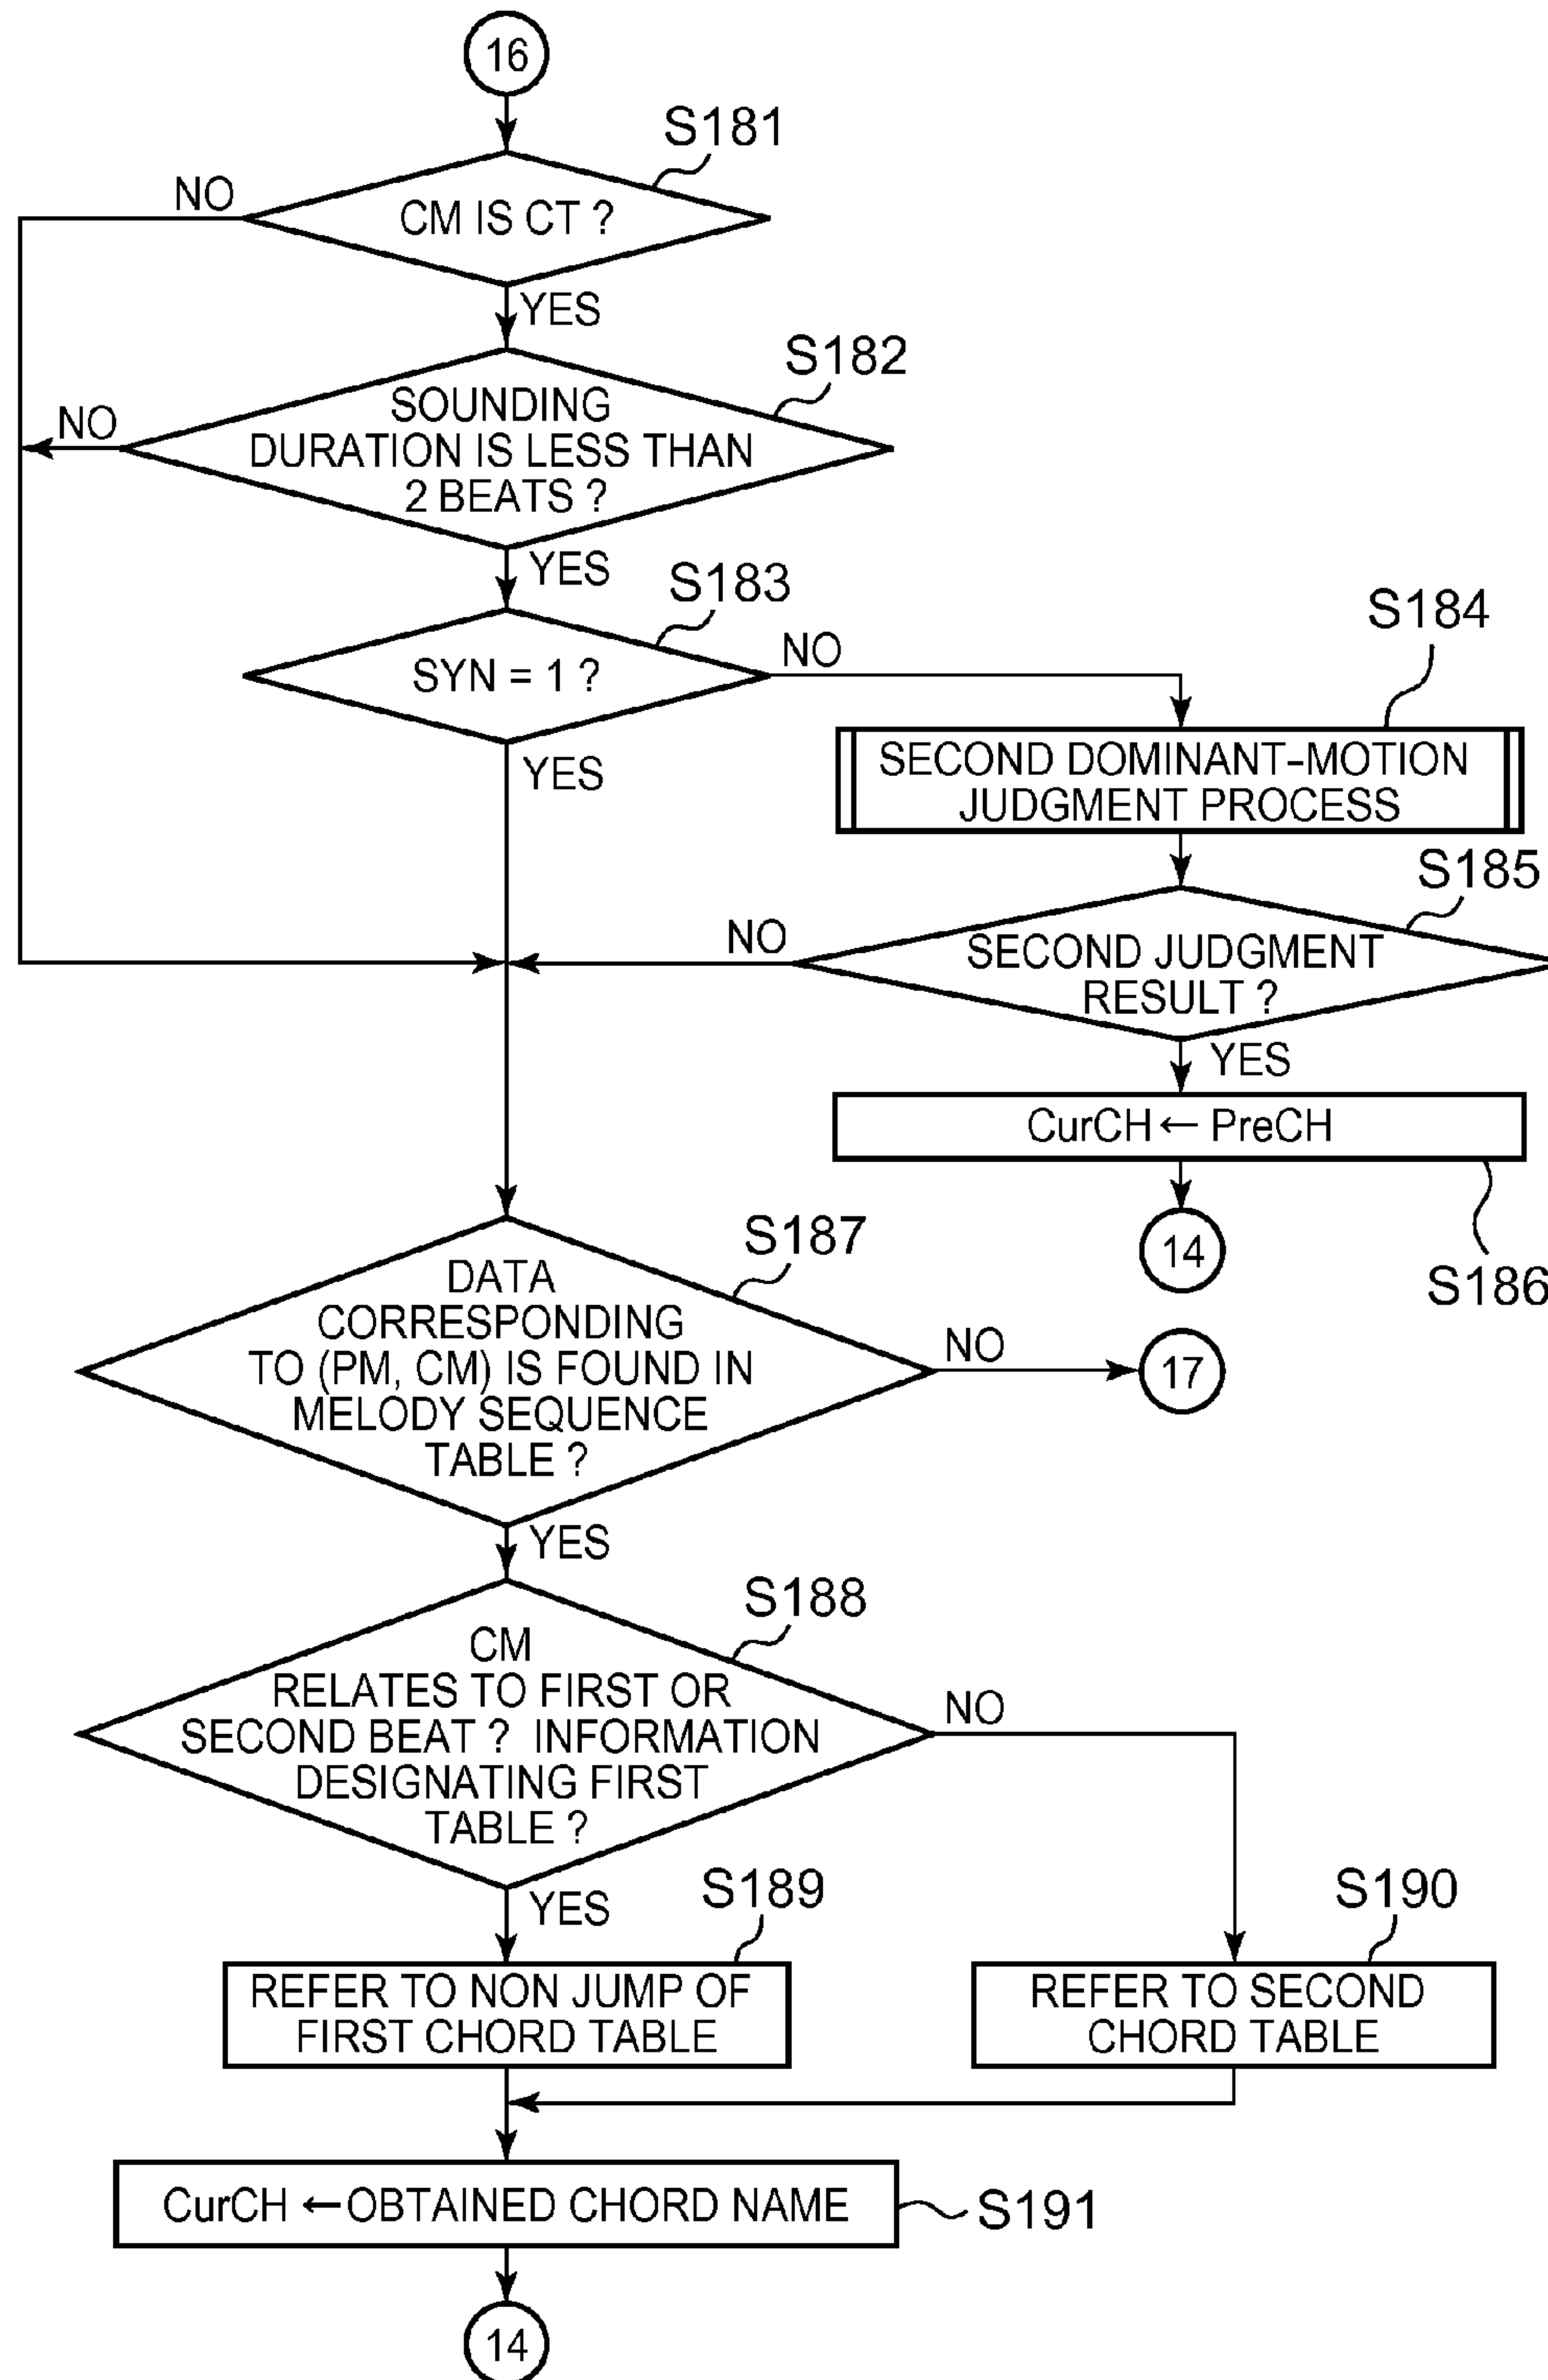 16
S181
NO
CM IS CT ?
YES
S182
NO
SOUNDING
DURATION IS LESS THAN
2 BEATS ?
YES
S183
SYN = 1 ?
NO
YES
S184
SECOND DOMINANT-MOTION
JUDGMENT PROCESS
S185
NO
SECOND JUDGMENT
RESULT ?
YES
CurCH ← PreCH
S186
14
S187
DATA
CORRESPONDING
TO (PM, CM) IS FOUND IN
MELODY SEQUENCE
TABLE ?
NO
17
YES
S188
CM
RELATES TO FIRST OR
SECOND BEAT ? INFORMATION
DESIGNATING FIRST
TABLE ?
NO
YES
S189
REFER TO NON JUMP OF
FIRST CHORD TABLE
S190
REFER TO SECOND
CHORD TABLE
CurCH ← OBTAINED CHORD NAME
S191
14